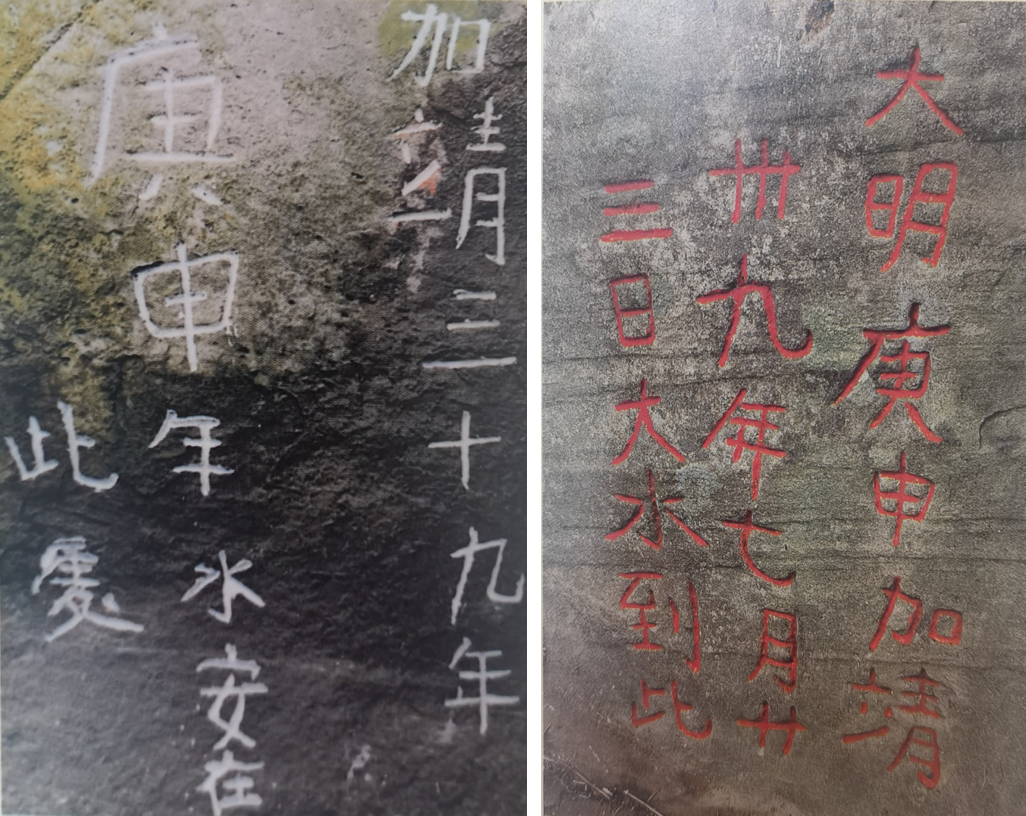 加靖三十九年
庚申年水安在
此處
大明庚申加靖
卅九年七月廿
三日大水到此